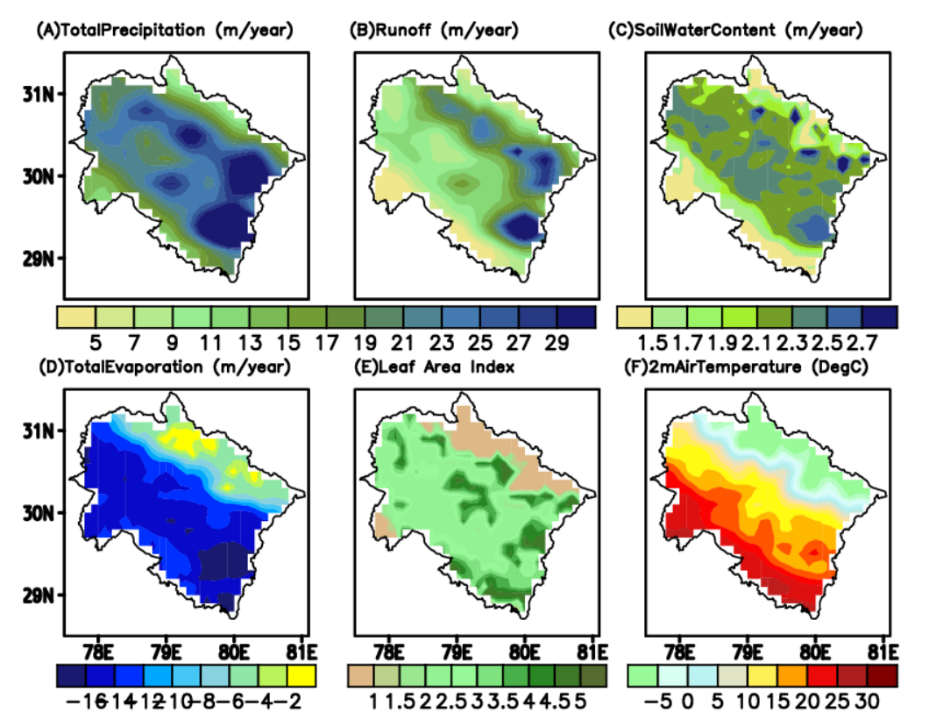 (A)TotalPrecipitation (m/year) (B)Runoff (m/year) (C)SoilWaterContent (m/year)
31N
30N
29N
5 7 9 11 13 15 17 19 21 23 25 27 29 1.5 1.7 1.9 2.1 2.3 2.5 2.7
(D)TotalEvaporation (m/year) (E)Leaf Area Index (F)2mAirTemperature (DegC)
31N
30N
29N
78E 79E 80E 81E 78E 79E 80E 81E 78E 79E 80E 81E
−16 −14 −12 −10 −8 −6 −4 −2 1 1.5 2 2.5 3 3.5 4 4.5 5 −5 0 5 10 15 20 25 30